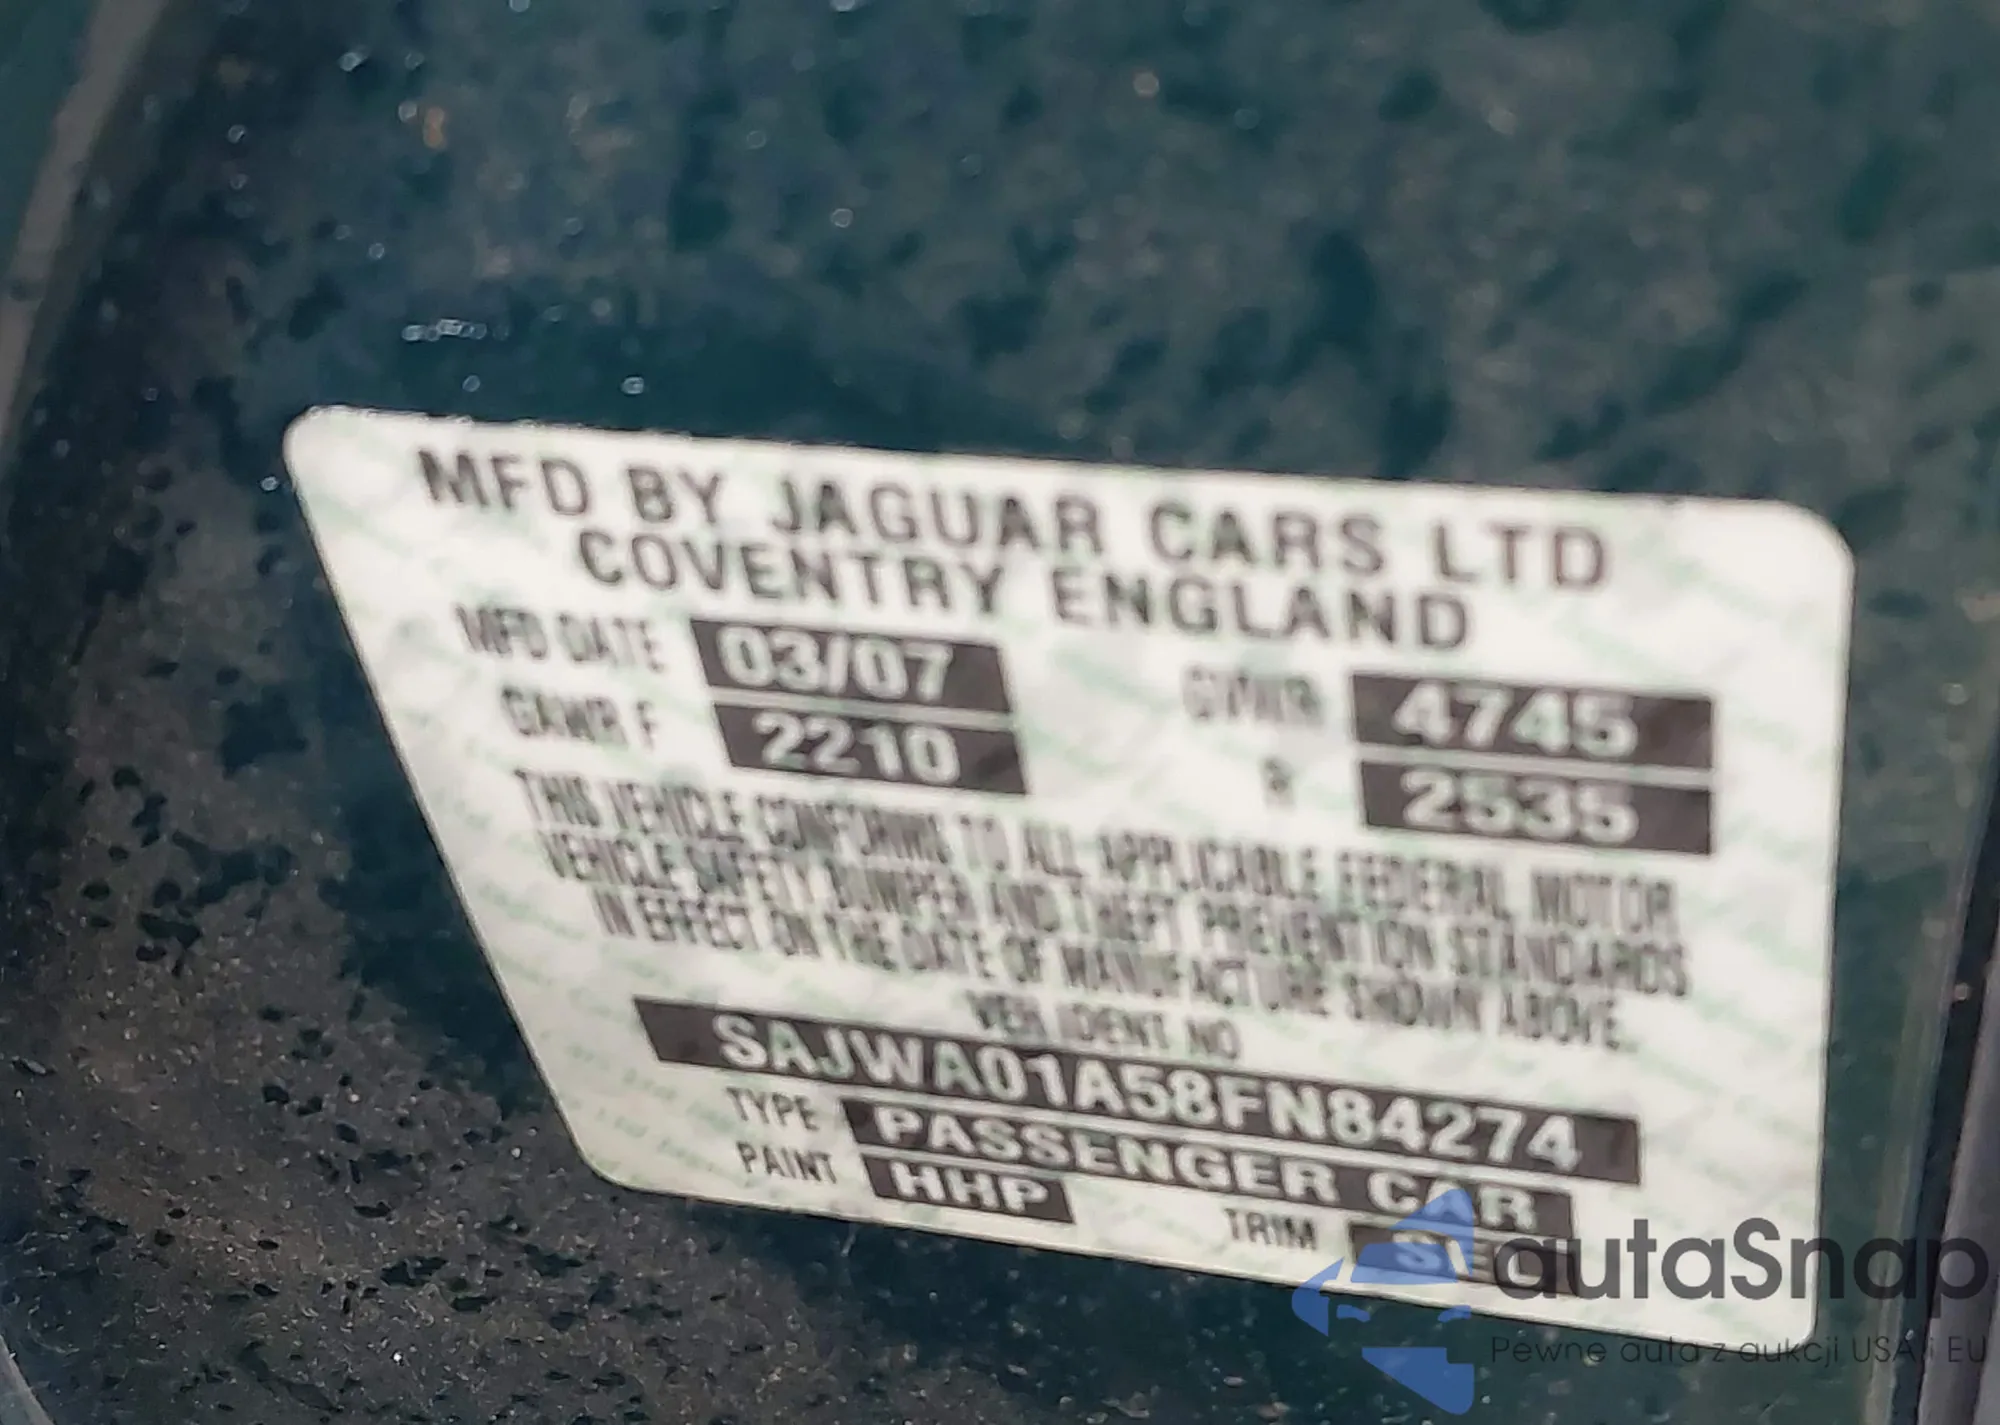 MFD BY JAGUAR CARS LTD
COVENTRY ENGLAND
MFD DATE 03/07 GVWR 4745
GAWR F 2210 R 2535
THIS VEHICLE CONFORMS TO ALL APPLICABLE FEDERAL MOTOR
VEHICLE SAFETY BUMPER AND THEFT PREVENTION STANDARDS
IN EFFECT ON THE DATE OF MANUFACTURE SHOWN ABOVE.
VEH IDENT NO
SAJWA01A58FN84274
TYPE PASSENGER CAR
PAINT HHP TRIM
autaSnap
Pewne auta z aukcji USA i EU